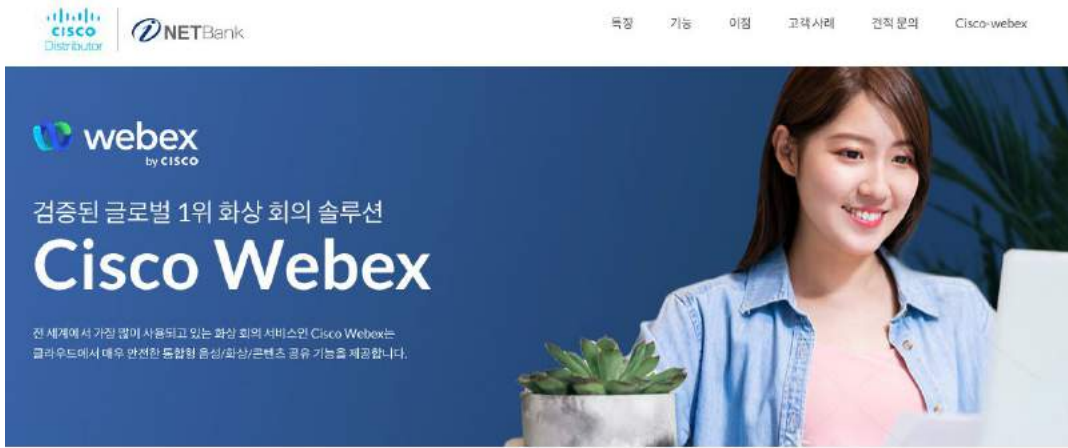 CISCO
Distributor
iNETBank
특장
기능
이점
고객사례
견적 문의
Cisco-webex
webex
by CISCO
검증된 글로벌 1위 화상 회의 솔루션
Cisco Webex
전 세계에서 가장 많이 사용되고 있는 화상 회의 서비스인 Cisco Webex는
클라우드에서 매우 안전한 통합형 음성/화상/콘텐츠 공유 기능을 제공합니다.